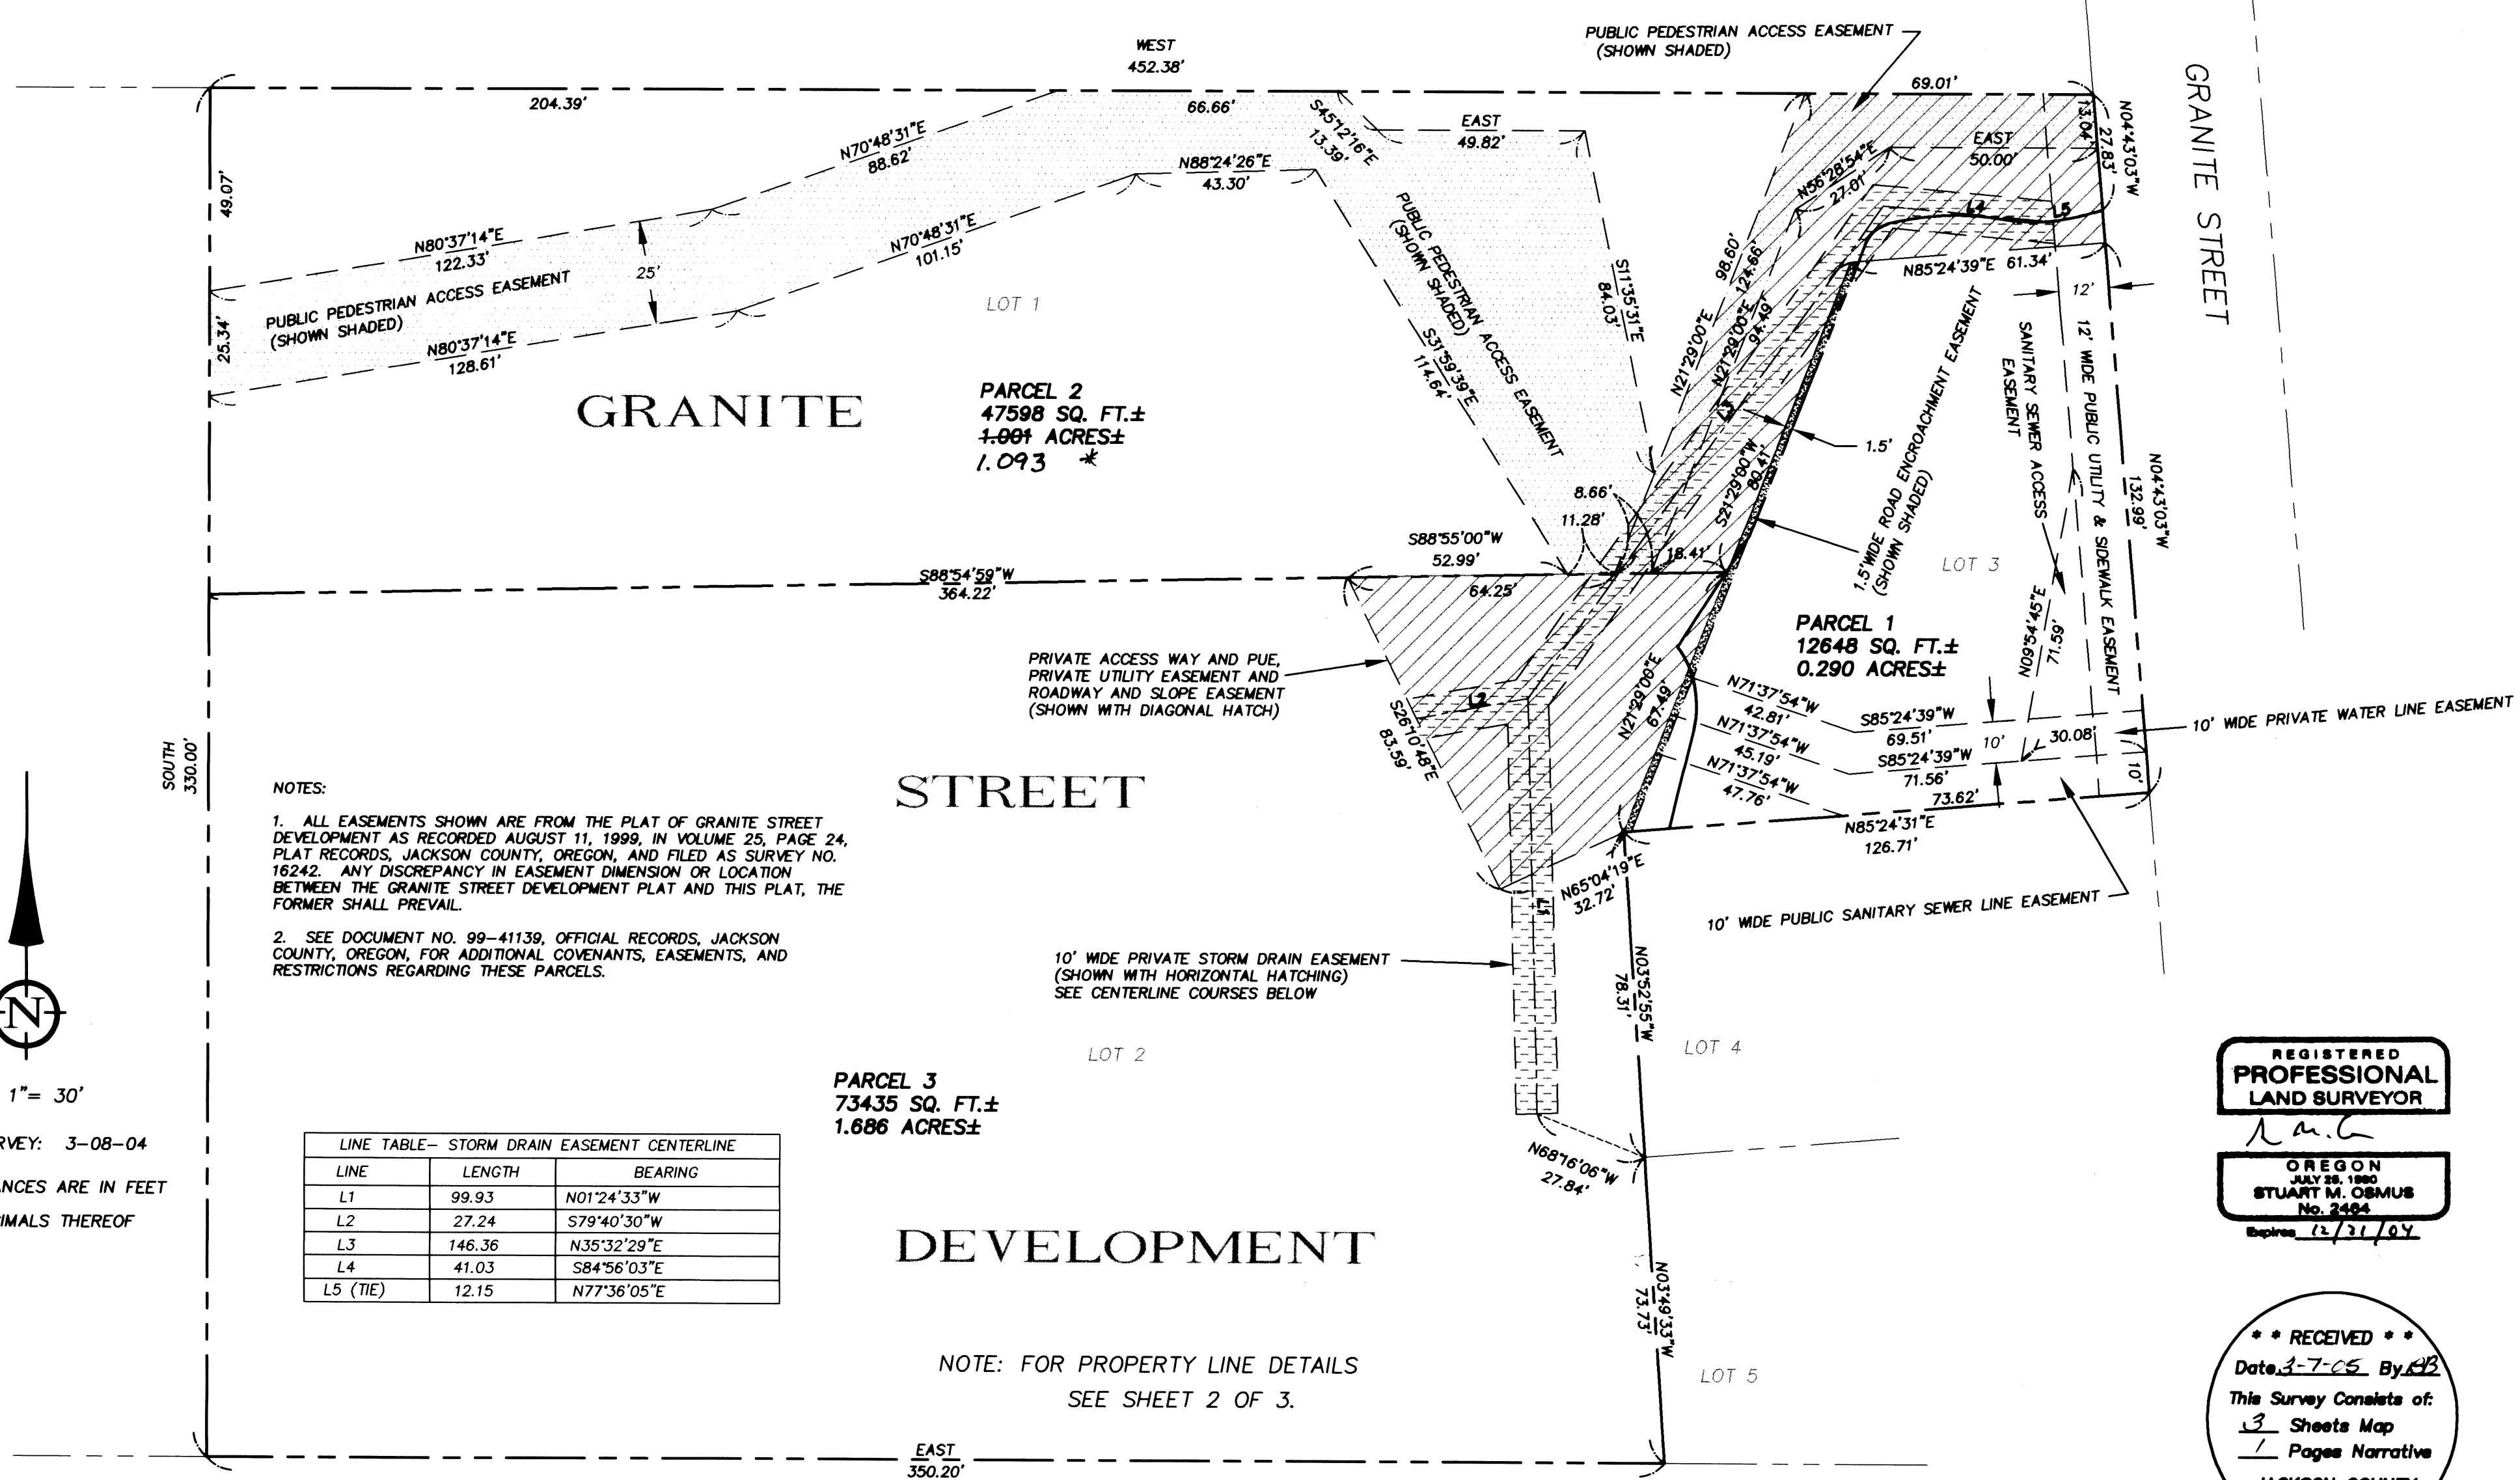 WEST
452.38'
PUBLIC PEDESTRIAN ACCESS EASEMENT
(SHOWN SHADED)
204.39'
66.66'
69.01'
S45°12'16"E
13.39'
EAST
49.82'
N70°48'31"E
88.62'
N88°24'26"E
43.30'
N56°28'54"E
27.01'
EAST
50.00'
13.04'
27.83'
N04°43'03"W
GRANITE STREET
49.07'
N80°37'14"E
122.33'
25'
N70°48'31"E
101.15'
PUBLIC PEDESTRIAN ACCESS EASEMENT
(SHOWN SHADED)
25.34'
N80°37'14"E
128.61'
LOT 1
PUBLIC PEDESTRIAN ACCESS EASEMENT
(SHOWN SHADED)
S31°59'39"E
114.64'
S11°35'31"E
84.03'
N21°29'00"E
98.60'
124.66'
N21°29'00"E
94.49'
L3
L4
L5
N85°24'39"E 61.34'
12'
S21°29'00"W
80.41'
1.5'
1.5' WIDE ROAD ENCROACHMENT EASEMENT
(SHOWN SHADED)
SANITARY SEWER ACCESS
EASEMENT
12' WIDE PUBLIC UTILITY & SIDEWALK EASEMENT
N04°43'03"W
132.99'
GRANITE
PARCEL 2
47598 SQ. FT.±
1.001 ACRES±
1.093 *
8.66'
11.28'
18.41'
S88°55'00"W
52.99'
64.25'
S88°54'59"W
364.22'
LOT 3
PARCEL 1
12648 SQ. FT.±
0.290 ACRES±
N09°54'45"E
71.59'
PRIVATE ACCESS WAY AND PUE,
PRIVATE UTILITY EASEMENT AND
ROADWAY AND SLOPE EASEMENT
(SHOWN WITH DIAGONAL HATCH)
L2
S26°10'48"E
83.59'
N21°29'00"E
67.49'
N71°37'54"W
42.81'
N71°37'54"W
45.19'
N71°37'54"W
47.76'
S85°24'39"W
69.51'
10'
30.08'
S85°24'39"W
71.56'
10'
73.62'
10' WIDE PRIVATE WATER LINE EASEMENT
N85°24'31"E
126.71'
SOUTH
330.00'
STREET
NOTES:
1. ALL EASEMENTS SHOWN ARE FROM THE PLAT OF GRANITE STREET
DEVELOPMENT AS RECORDED AUGUST 11, 1999, IN VOLUME 25, PAGE 24,
PLAT RECORDS, JACKSON COUNTY, OREGON, AND FILED AS SURVEY NO.
16242. ANY DISCREPANCY IN EASEMENT DIMENSION OR LOCATION
BETWEEN THE GRANITE STREET DEVELOPMENT PLAT AND THIS PLAT, THE
FORMER SHALL PREVAIL.
2. SEE DOCUMENT NO. 99-41139, OFFICIAL RECORDS, JACKSON
COUNTY, OREGON, FOR ADDITIONAL COVENANTS, EASEMENTS, AND
RESTRICTIONS REGARDING THESE PARCELS.
N65°04'19"E
32.72'
L1
10' WIDE PUBLIC SANITARY SEWER LINE EASEMENT
10' WIDE PRIVATE STORM DRAIN EASEMENT
(SHOWN WITH HORIZONTAL HATCHING)
SEE CENTERLINE COURSES BELOW
N03°52'55"W
78.31'
N
1"= 30'
LOT 2
LOT 4
PARCEL 3
73435 SQ. FT.±
1.686 ACRES±
N68°16'06"W
27.84'
RVEY: 3-08-04
ANCES ARE IN FEET
IMALS THEREOF
LINE TABLE- STORM DRAIN EASEMENT CENTERLINE
LINE LENGTH BEARING
L1 99.93 N01°24'33"W
L2 27.24 S79°40'30"W
L3 146.36 N35°32'29"E
L4 41.03 S84°56'03"E
L5 (TIE) 12.15 N77°36'05"E
DEVELOPMENT
N03°49'33"W
73.73'
NOTE: FOR PROPERTY LINE DETAILS
SEE SHEET 2 OF 3.
LOT 5
EAST
350.20'
REGISTERED
PROFESSIONAL
LAND SURVEYOR
OREGON
STUART M. OSMUS
No. 2464
Expires 12/31/04
* * RECEIVED * *
Date 3-7-05 By
This Survey Consists of:
3 Sheets Map
1 Pages Narrative
JACKSON COUNTY